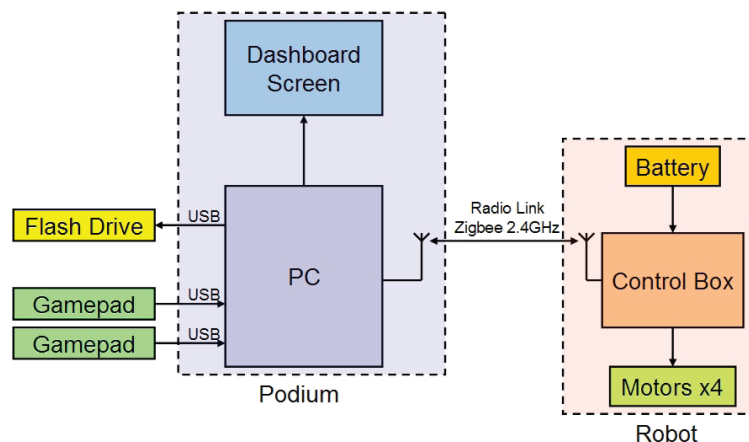 Dashboard
Screen
Battery
Radio Link
Zigbee 2.4GHz
USB
Flash Drive
PC
Control Box
USB
Gamepad
USB
Gamepad
Motors x4
Podium
Robot